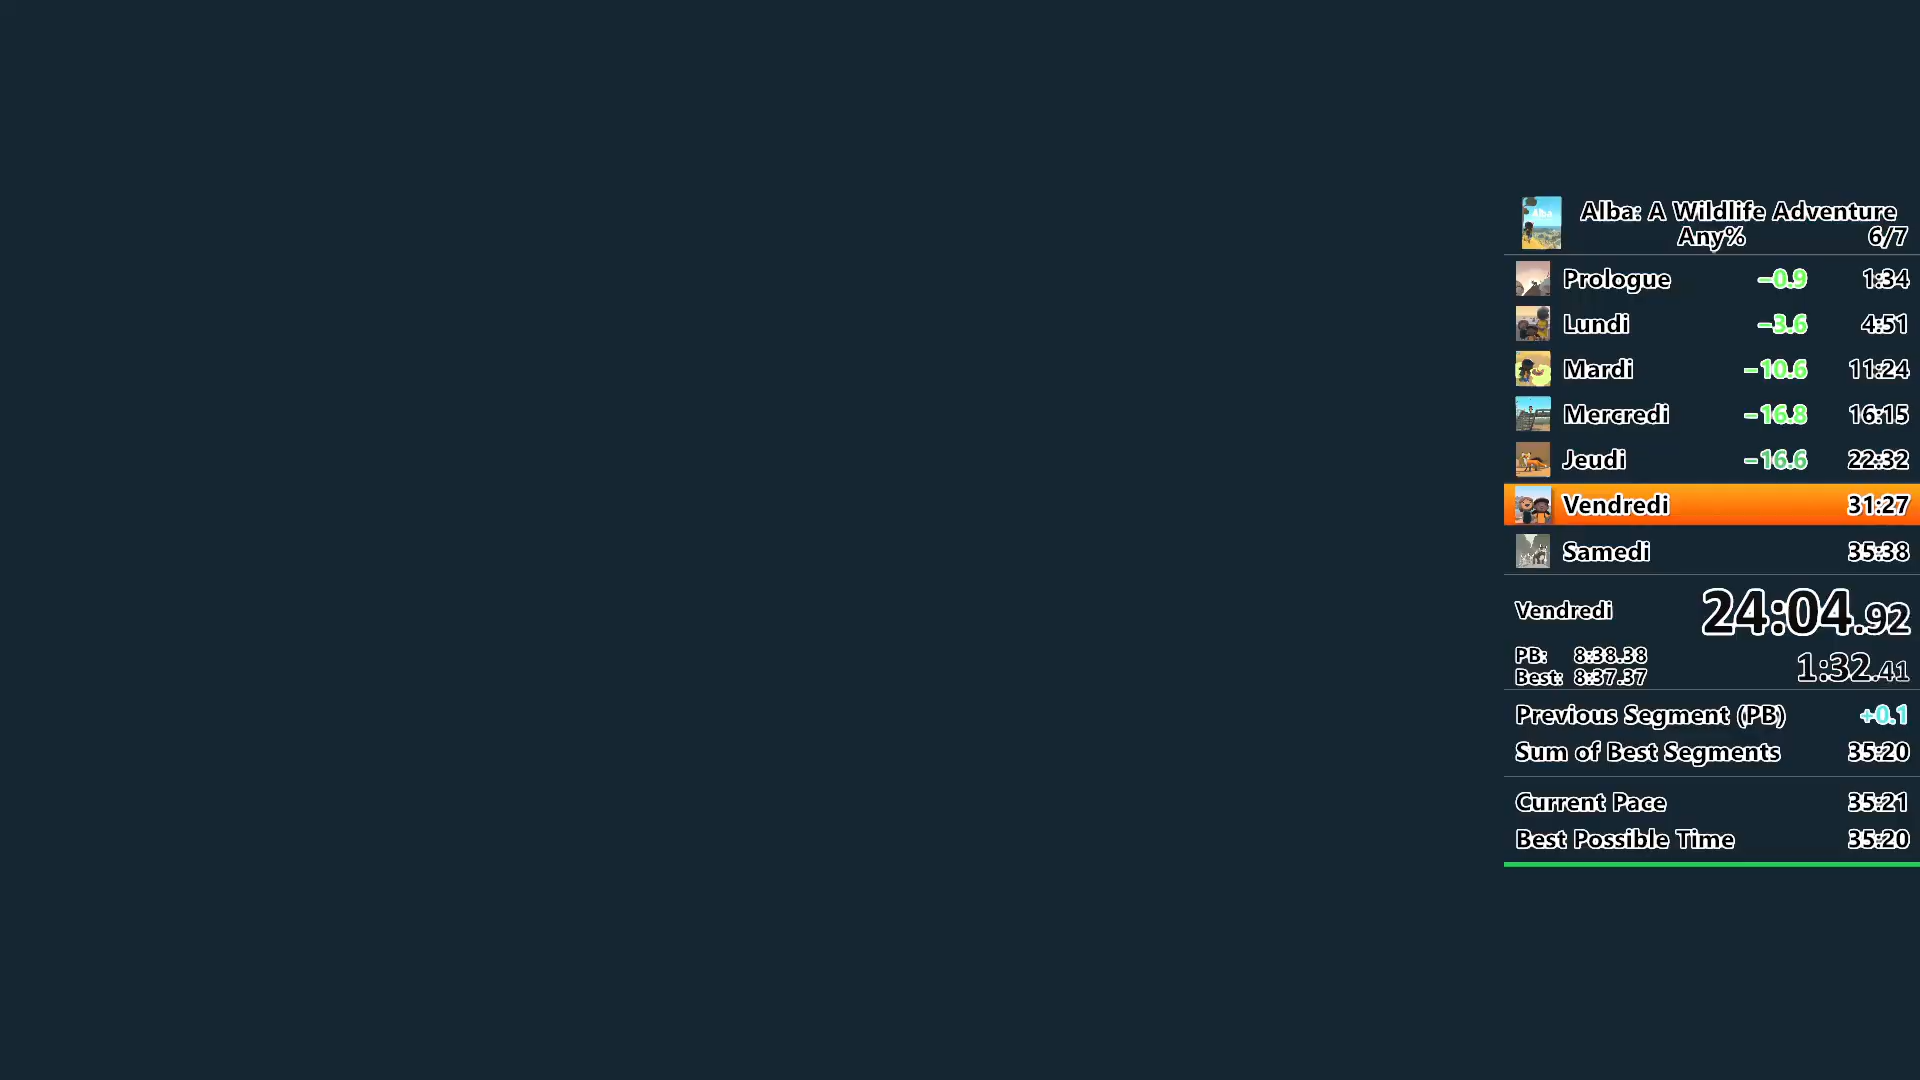 Alba: A Wildlife Adventure
Any% 6/7
Prologue −0.9 1:34
Lundi −3.6 4:51
Mardi −10.6 11:24
Mercredi −16.8 16:15
Jeudi −16.6 22:32
Vendredi 31:27
Samedi 35:38
Vendredi 24:04.92
PB: 8:38.38
Best: 8:37.37 1:32.41
Previous Segment (PB) +0.1
Sum of Best Segments 35:20
Current Pace 35:21
Best Possible Time 35:20